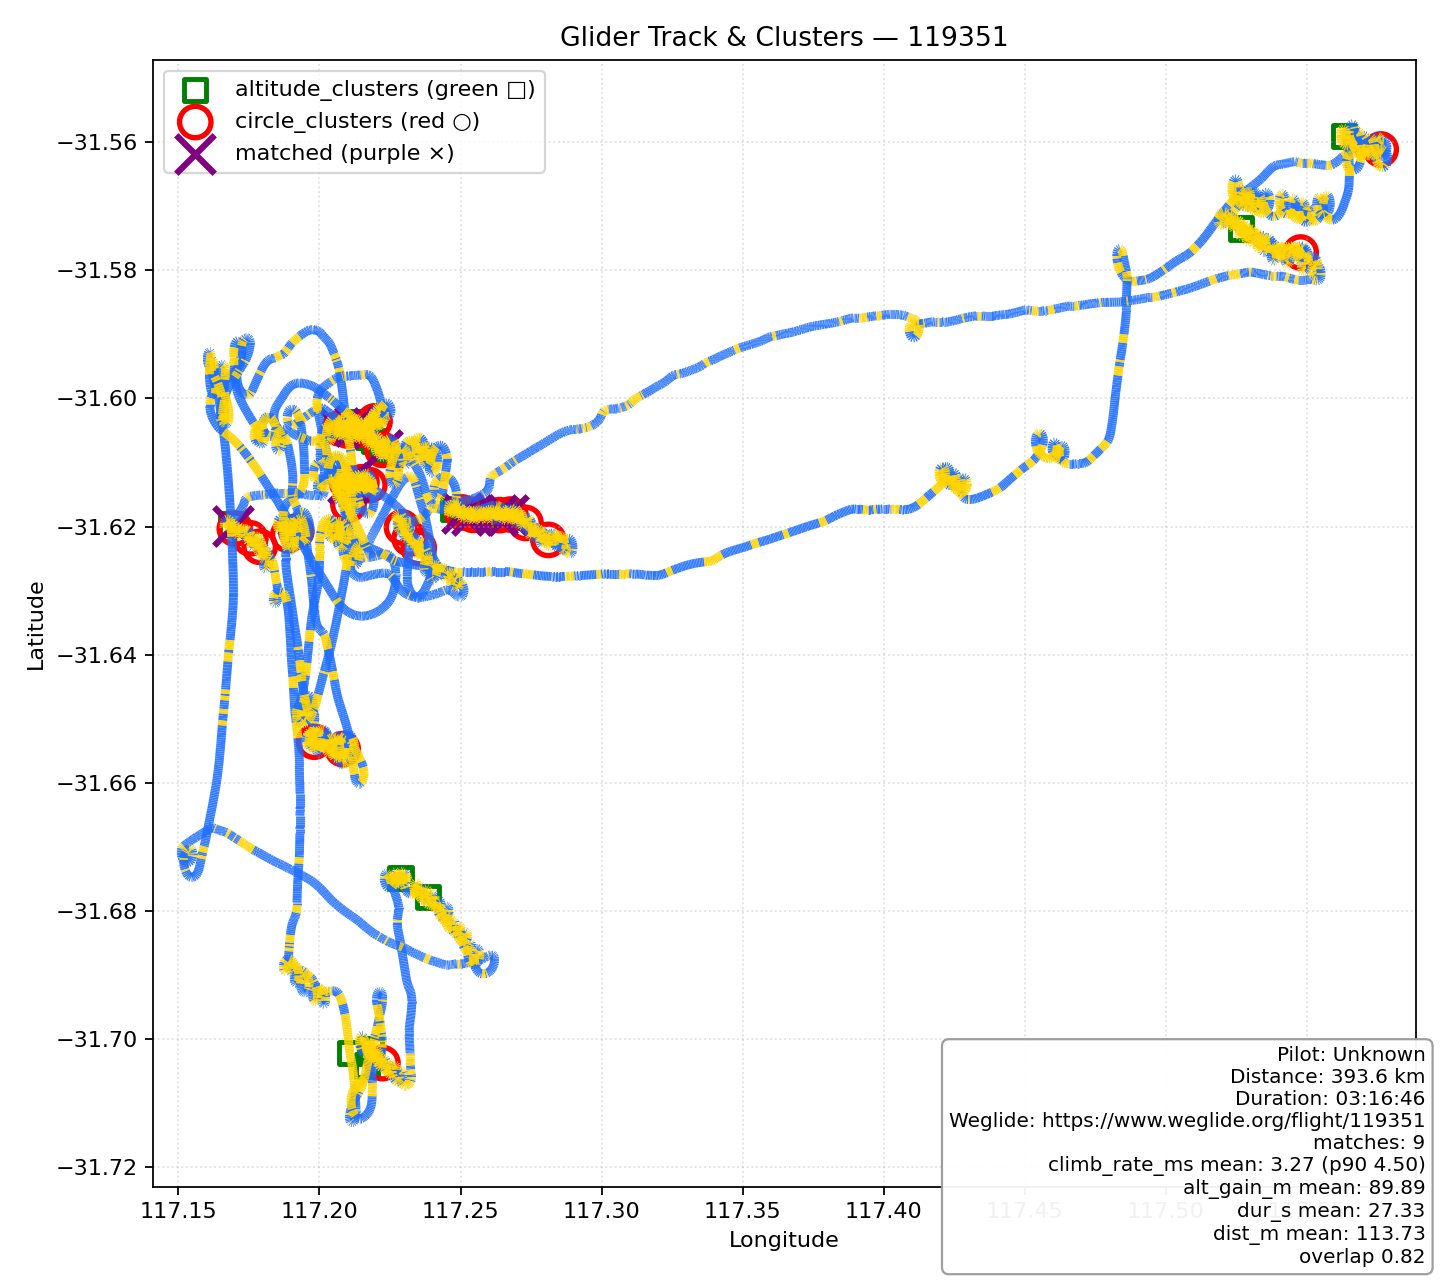 Glider Track & Clusters — 119351
altitude_clusters (green □)
circle_clusters (red ○)
matched (purple ×)
−31.56
−31.58
−31.60
−31.62
−31.64
−31.66
−31.68
−31.70
−31.72
Latitude
117.15
117.20
117.25
117.30
117.35
117.40
117.45
117.50
Longitude
Pilot: Unknown
Distance: 393.6 km
Duration: 03:16:46
Weglide: https://www.weglide.org/flight/119351
matches: 9
climb_rate_ms mean: 3.27 (p90 4.50)
alt_gain_m mean: 89.89
dur_s mean: 27.33
dist_m mean: 113.73
overlap 0.82